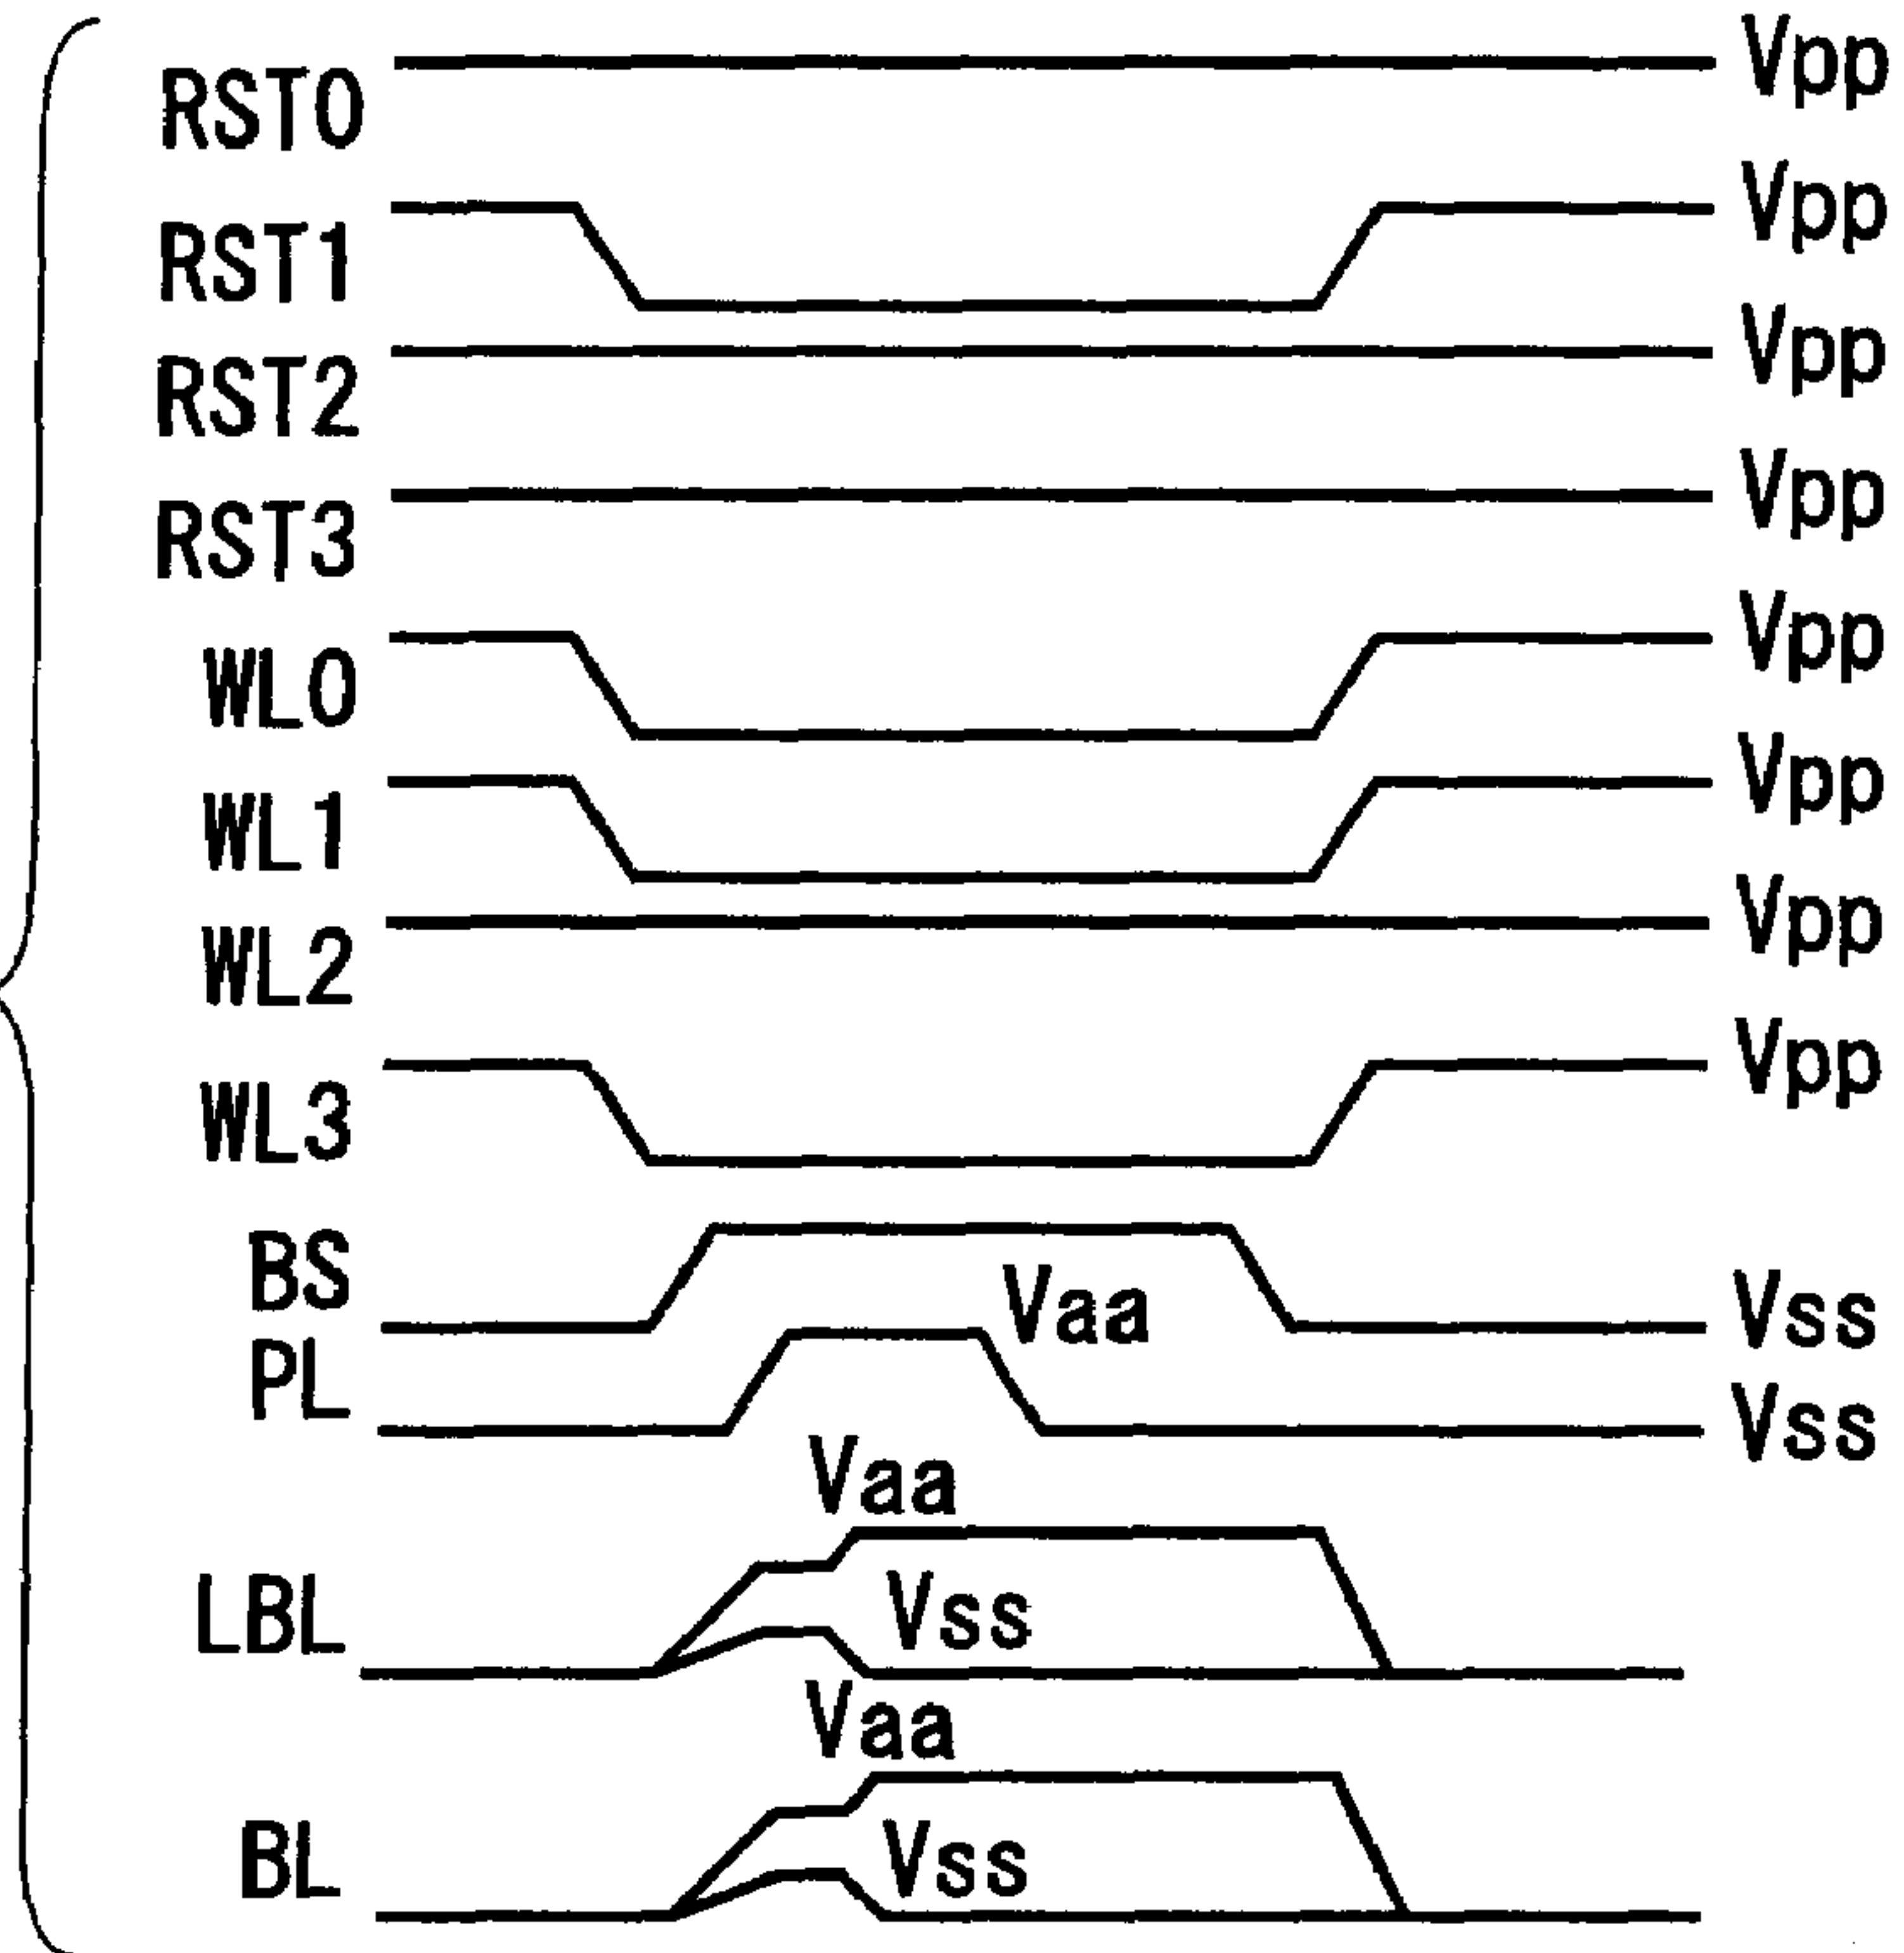 RST0 Vpp
RST1 Vpp
RST2 Vpp
RST3 Vpp
WL0 Vpp
WL1 Vpp
WL2 Vpp
WL3 Vpp
BS Vaa Vss
PL Vss
Vaa
LBL Vss
Vaa
BL Vss